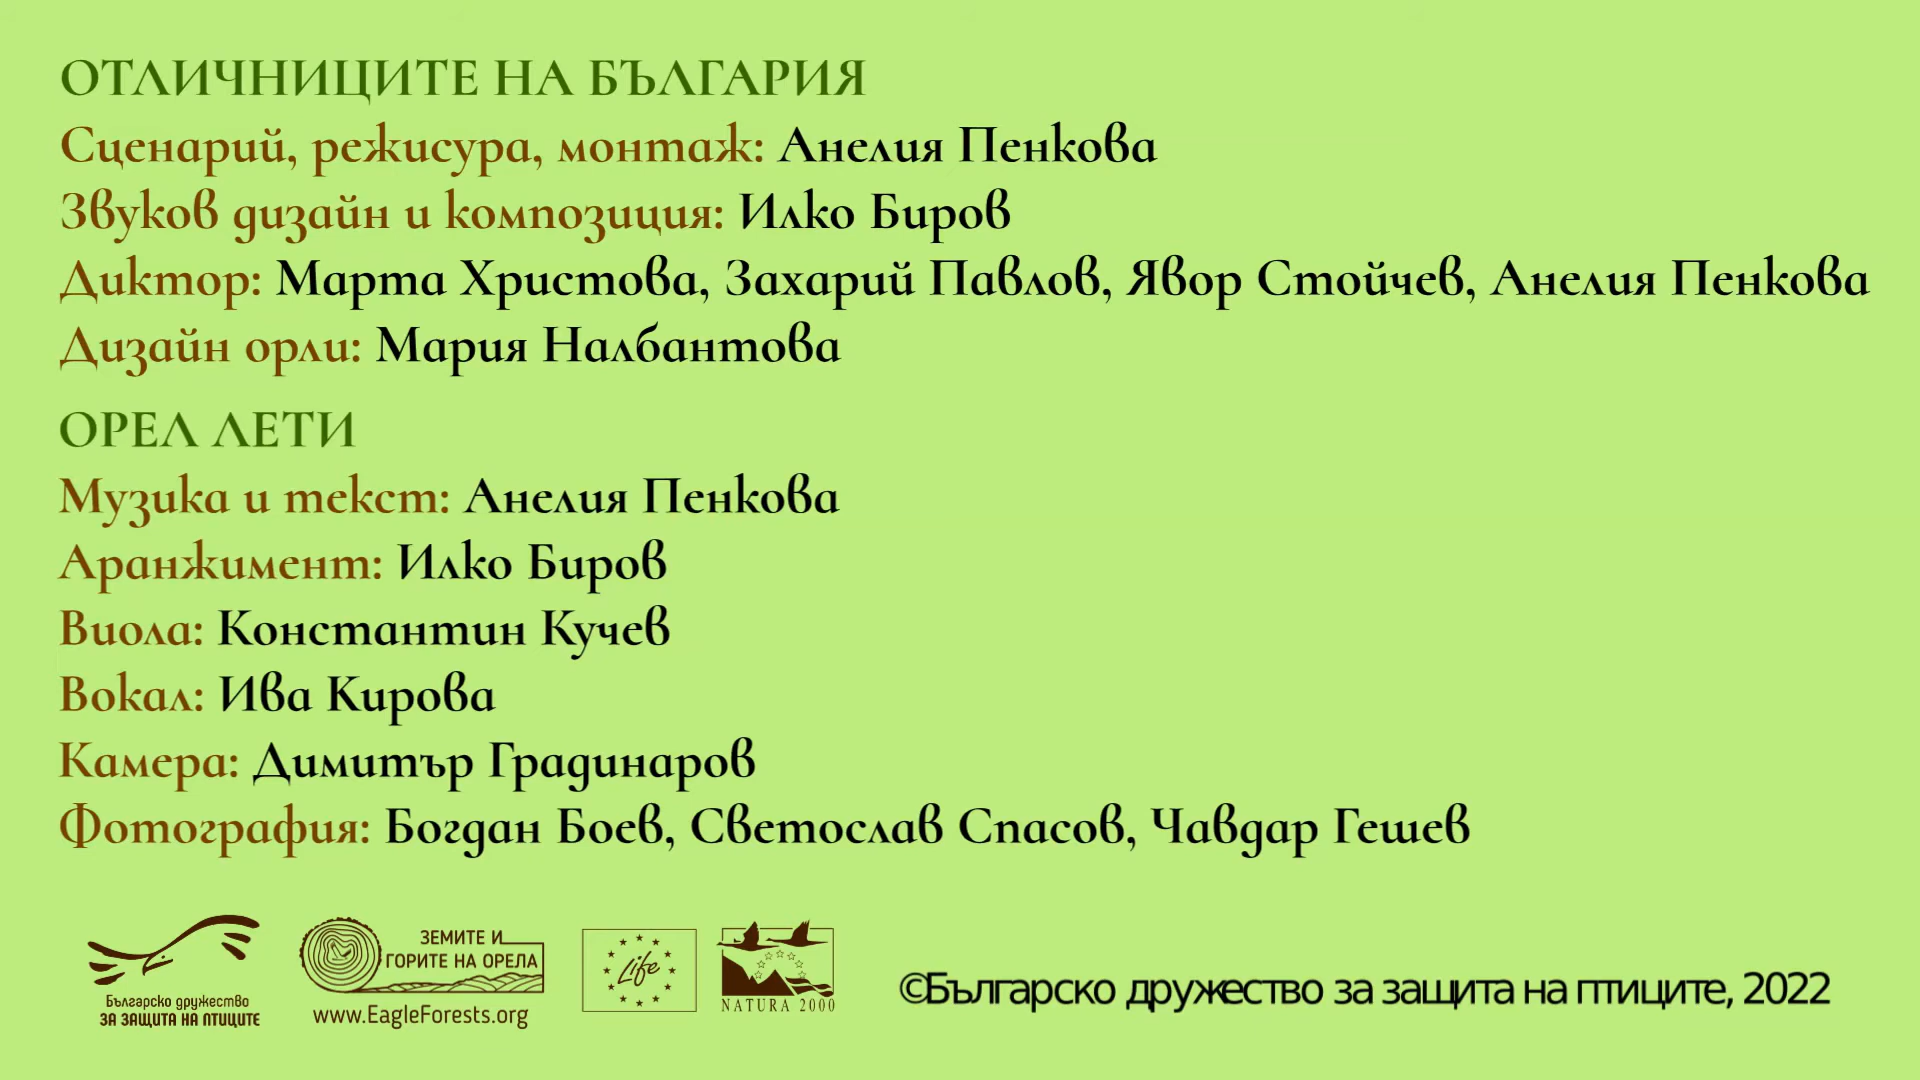 ОТЛИЧНИЦИТЕ НА БЪЛГАРИЯ
Сценарий, режисура, монтаж: Анелия Пенкова
Звуков дизайн и композиция: Илко Биров
Диктор: Марта Христова, Захарий Павлов, Явор Стойчев, Анелия Пенкова
Дизайн орли: Мария Налбантова
ОРЕЛ ЛЕТИ
Музика и текст: Анелия Пенкова
Аранжимент: Илко Биров
Виола: Константин Кучев
Вокал: Ива Кирова
Камера: Димитър Градинаров
Фотография: Богдан Боев, Светослав Спасов, Чавдар Гешев
Българско дружество
ЗА ЗАЩИТА НА ПТИЦИТЕ
ЗЕМИТЕ И
ГОРИТЕ НА ОРЕЛА
www.EagleForests.org
Life
NATURA 2000
©Българско дружество за защита на птиците, 2022